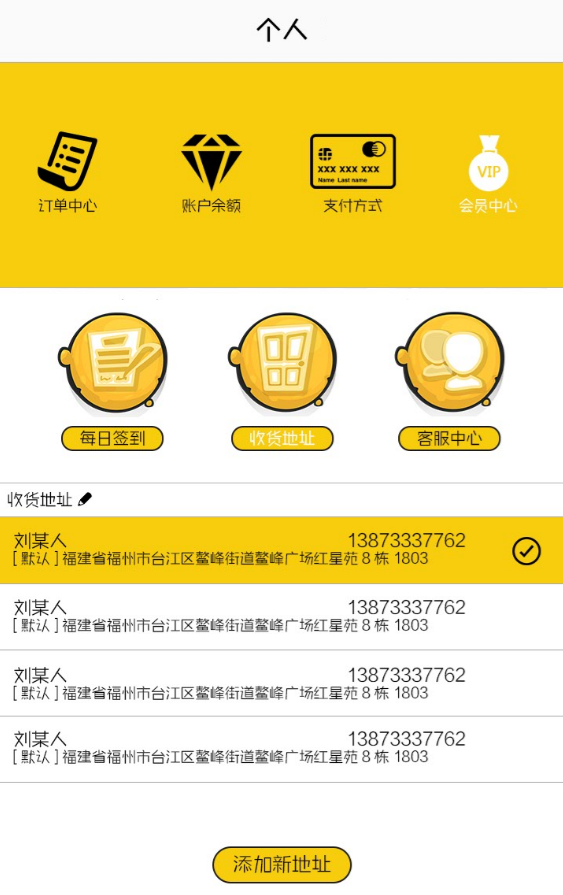 个人
XXX XXX XXX
Name Last name
VIP
订单中心 账户余额 支付方式 会员中心
每日签到 收货地址 客服中心
收货地址
刘某人 13873337762
[ 默认 ] 福建省福州市台江区鳌峰街道鳌峰广场红星苑 8 栋 1803
刘某人 13873337762
[ 默认 ] 福建省福州市台江区鳌峰街道鳌峰广场红星苑 8 栋 1803
刘某人 13873337762
[ 默认 ] 福建省福州市台江区鳌峰街道鳌峰广场红星苑 8 栋 1803
刘某人 13873337762
[ 默认 ] 福建省福州市台江区鳌峰街道鳌峰广场红星苑 8 栋 1803
添加新地址